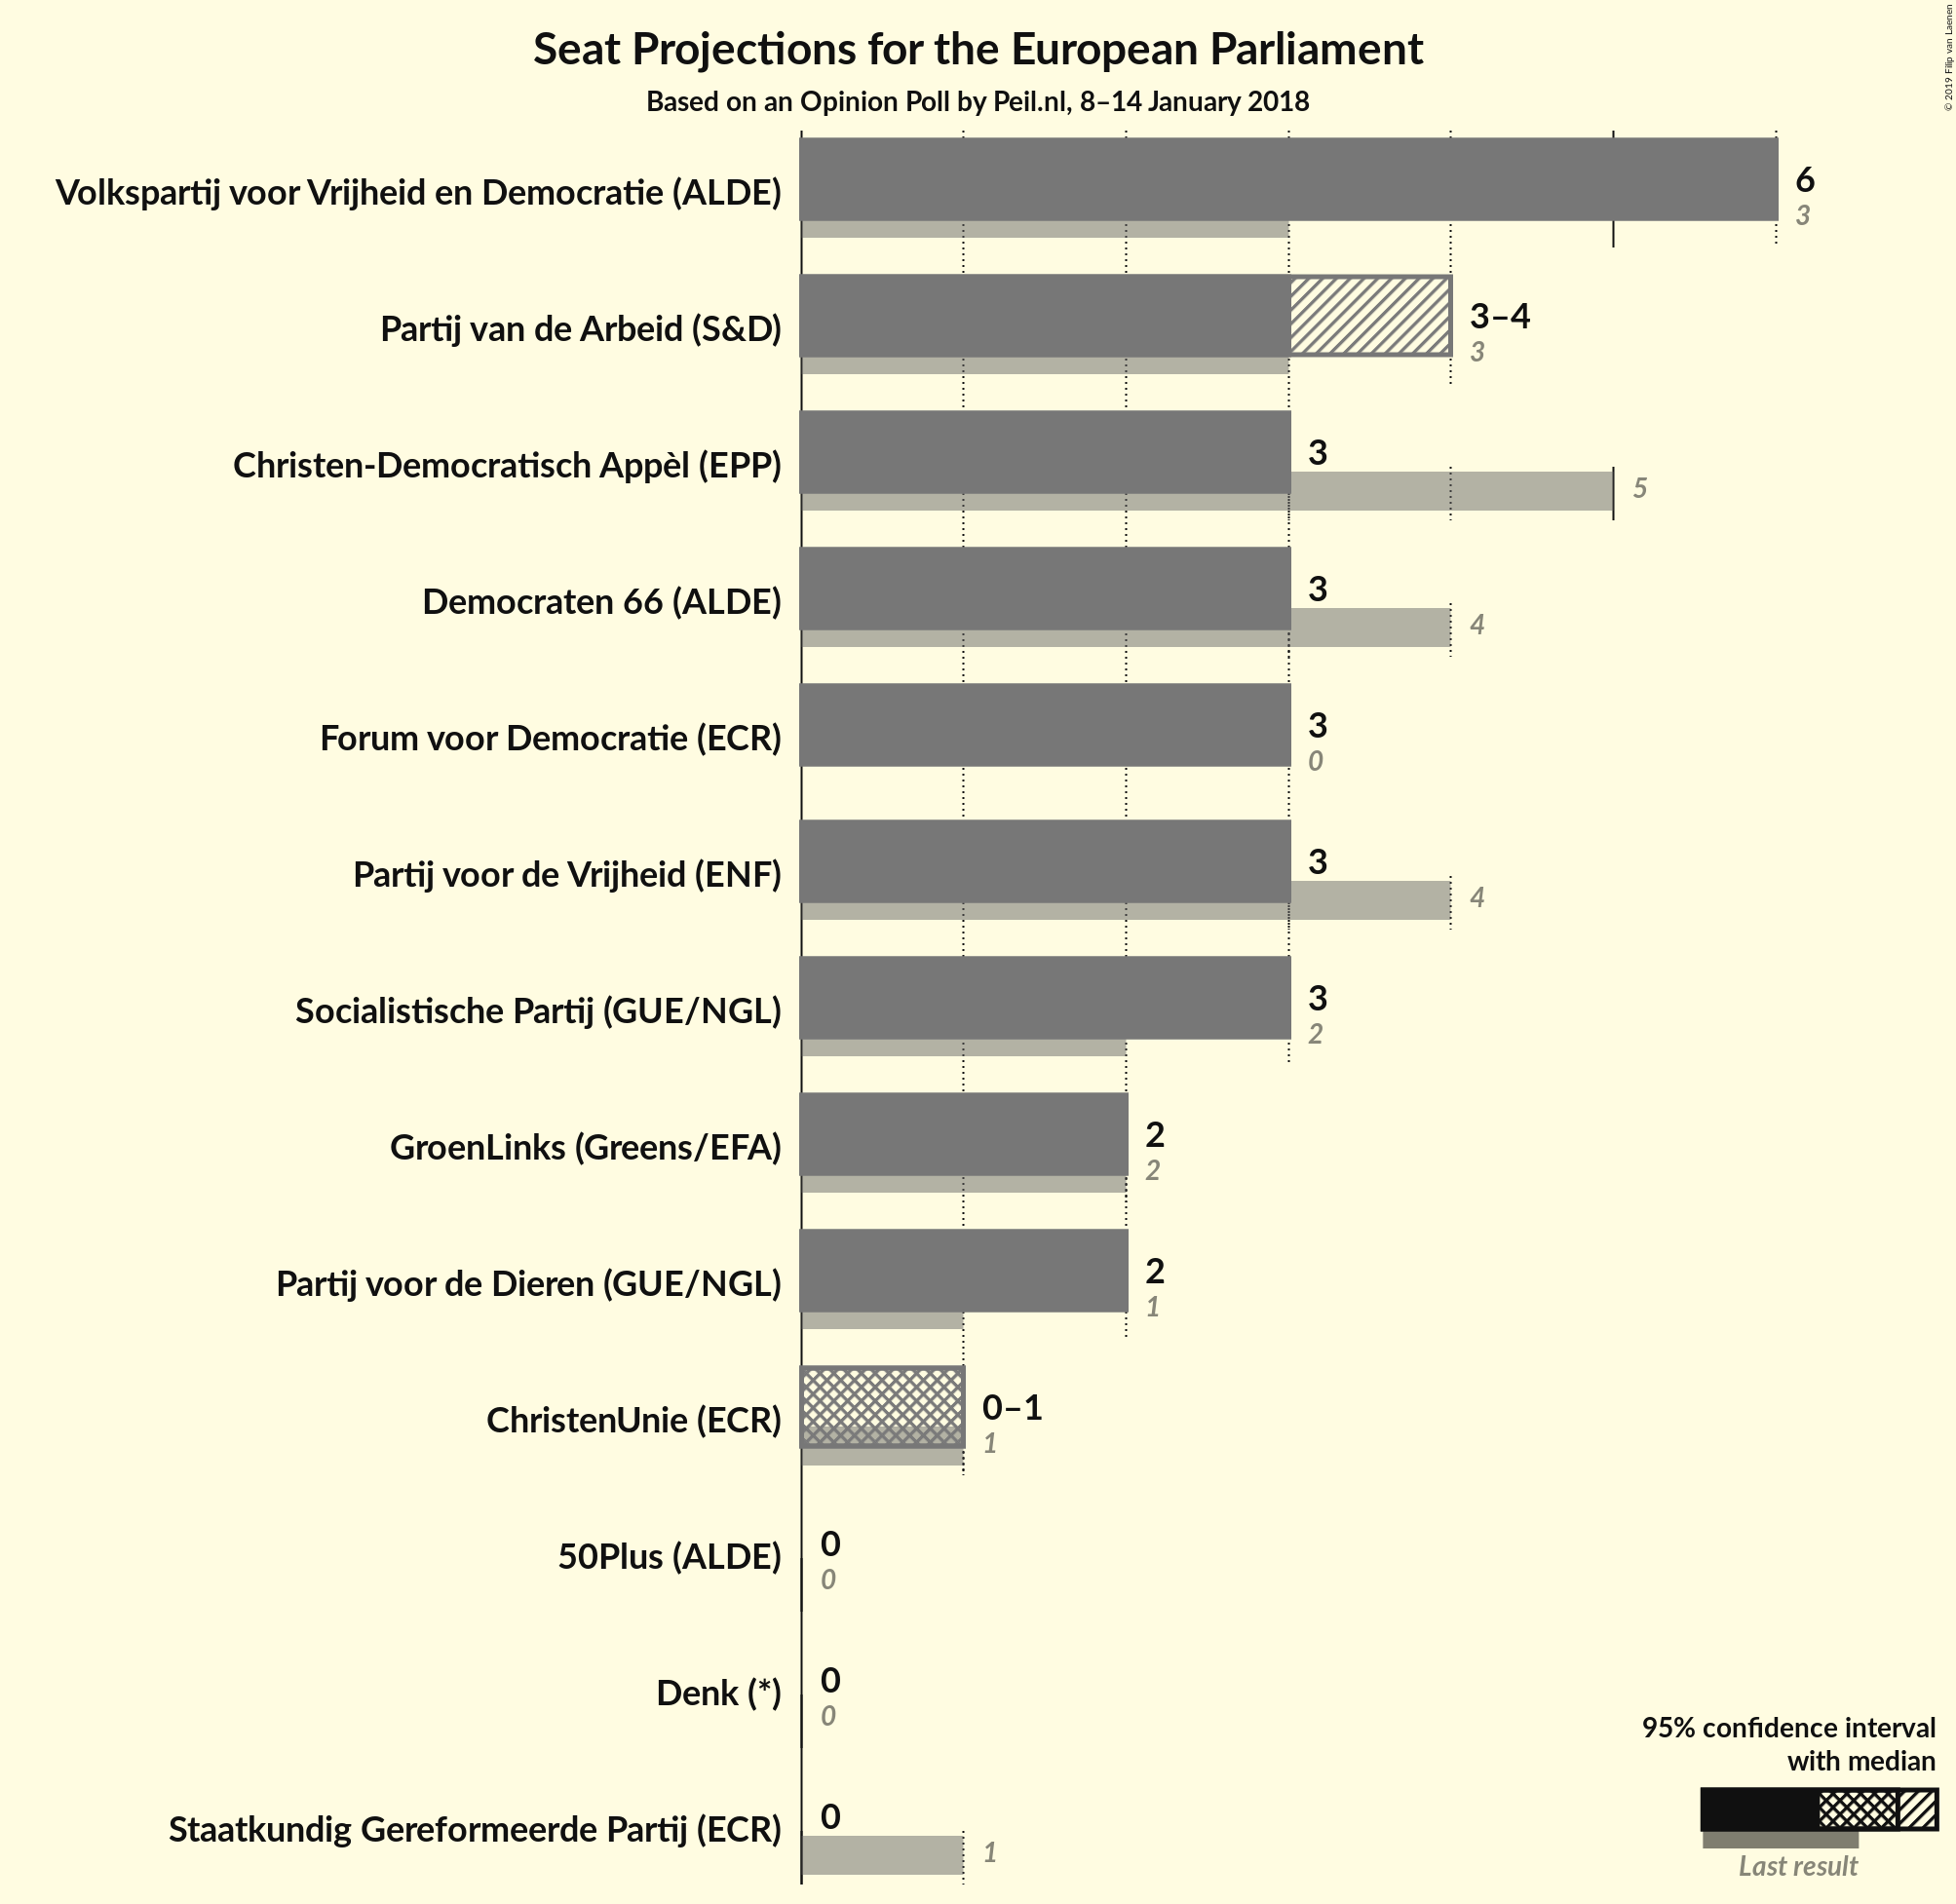 Seat Projections for the European Parliament
Based on an Opinion Poll by Peil.nl, 8–14 January 2018
© 2019 Filip van Laenen
Volkspartij voor Vrijheid en Democratie (ALDE)
6
3
Partij van de Arbeid (S&D)
3–4
3
Christen-Democratisch Appèl (EPP)
3
5
Democraten 66 (ALDE)
3
4
Forum voor Democratie (ECR)
3
0
Partij voor de Vrijheid (ENF)
3
4
Socialistische Partij (GUE/NGL)
3
2
GroenLinks (Greens/EFA)
2
2
Partij voor de Dieren (GUE/NGL)
2
1
ChristenUnie (ECR)
0–1
1
50Plus (ALDE)
0
0
Denk (*)
0
0
Staatkundig Gereformeerde Partij (ECR)
0
1
95% confidence interval
with median
Last result